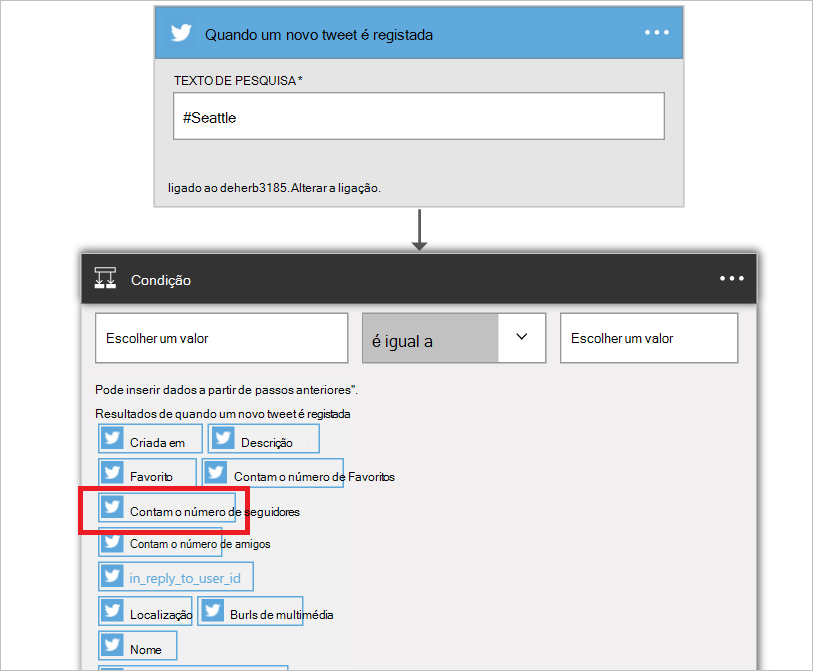 Quando um novo tweet é registada
TEXTO DE PESQUISA *
#Seattle
ligado ao deherb3185.Alterar a ligação.
Condição
Escolher um valor é igual a Escolher um valor
Pode inserir dados a partir de passos anteriores".
Resultados de quando um novo tweet é registada
Criada em Descrição
Favorito Contam o número de Favoritos
Contam o número de seguidores
Contam o número de amigos
in_reply_to_user_id
Localização Burls de multimédia
Nome